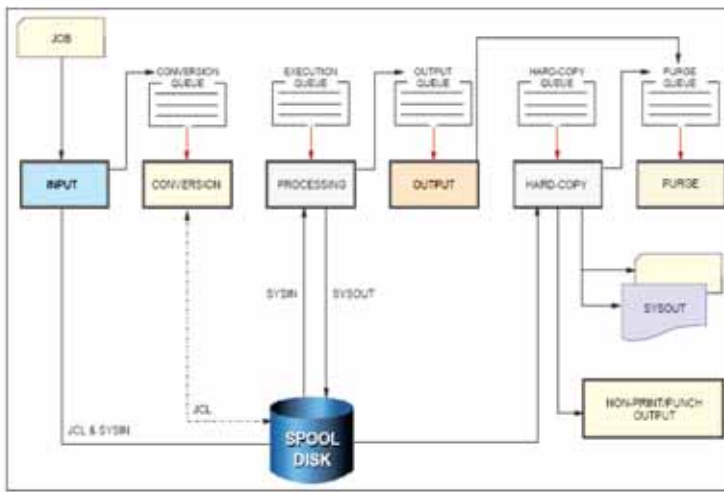 JOB
CONVERSION
QUEUE
EXECUTION
QUEUE
OUTPUT
QUEUE
HARD-COPY
QUEUE
PURGE
QUEUE
INPUT
CONVERSION
PROCESSING
OUTPUT
HARD-COPY
PURGE
SYSIN
SYSOUT
SYSOUT
JCL
JCL & SYSIN
SPOOL
DISK
NON-PRINT/PUNCH
OUTPUT